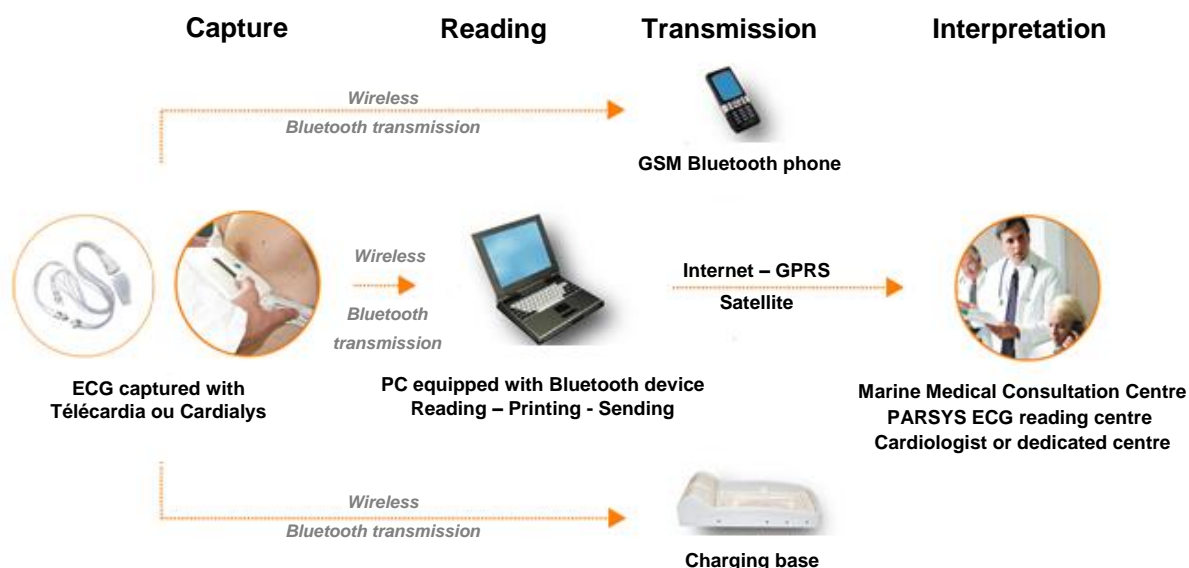 Capture
Reading
Transmission
Interpretation
Wireless
Bluetooth transmission
GSM Bluetooth phone
Wireless
Bluetooth
transmission
Internet – GPRS
Satellite
ECG captured with
Télécardia ou Cardialys
PC equipped with Bluetooth device
Reading – Printing - Sending
Marine Medical Consultation Centre
PARSYS ECG reading centre
Cardiologist or dedicated centre
Wireless
Bluetooth transmission
Charging base